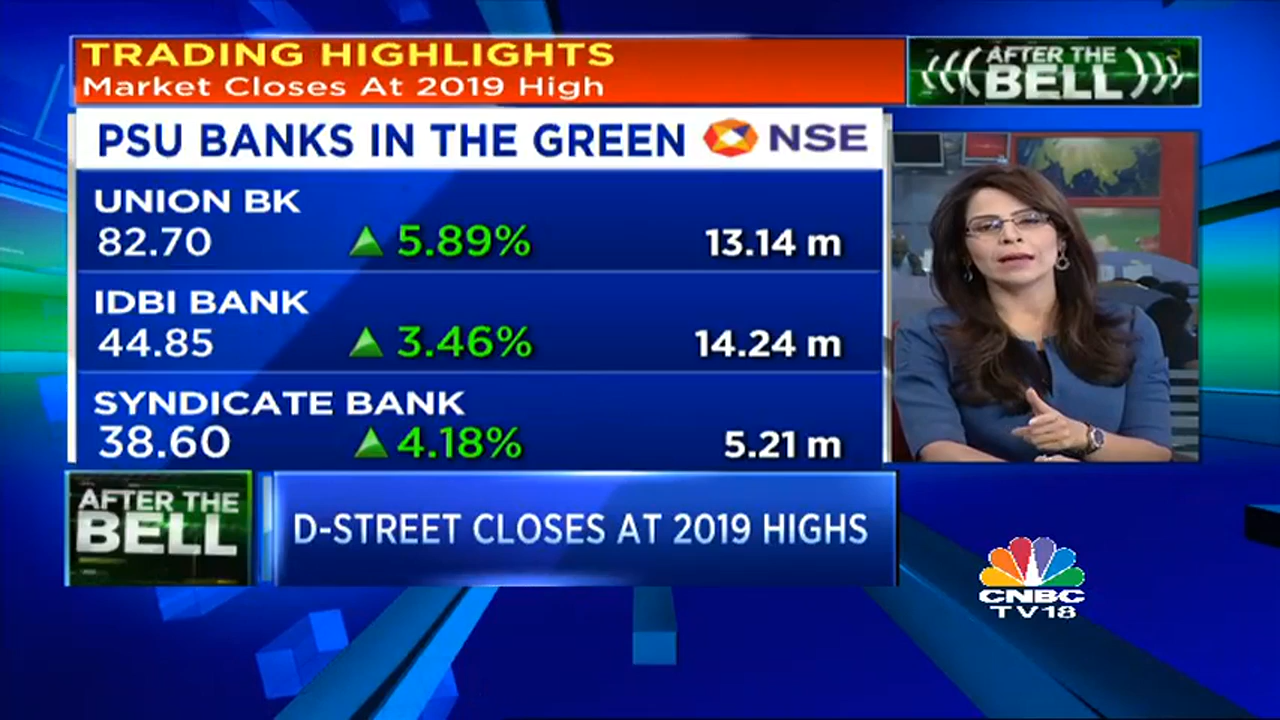 TRADING HIGHLIGHTS
Market Closes At 2019 High
AFTER THE
BELL
PSU BANKS IN THE GREEN NSE
UNION BK
82.70 5.89% 13.14 m
IDBI BANK
44.85 3.46% 14.24 m
SYNDICATE BANK
38.60 4.18% 5.21 m
AFTER THE
BELL
D-STREET CLOSES AT 2019 HIGHS
CNBC
TV18